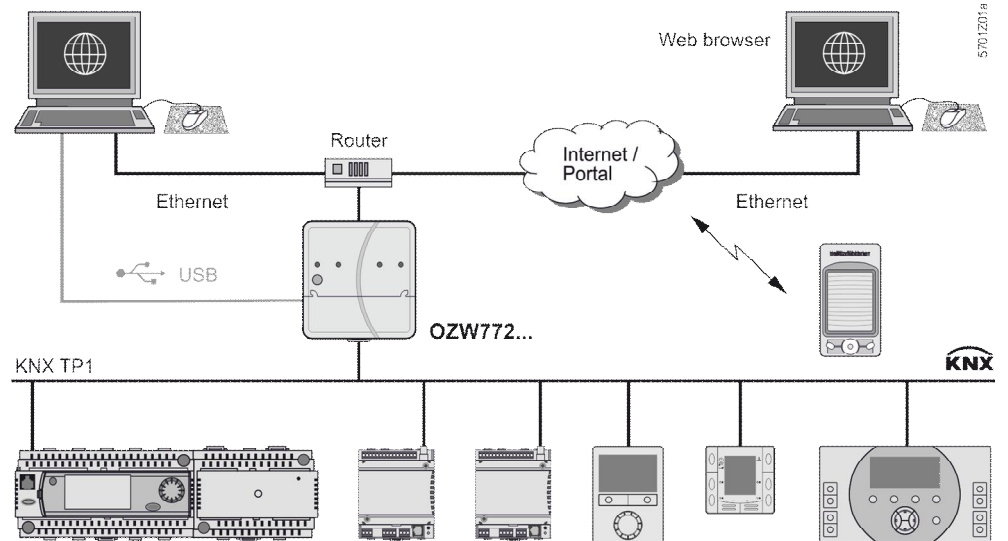 5701Z01a
Web browser
Router
Internet /
Portal
Ethernet
Ethernet
USB
OZW772...
KNX TP1
KNX